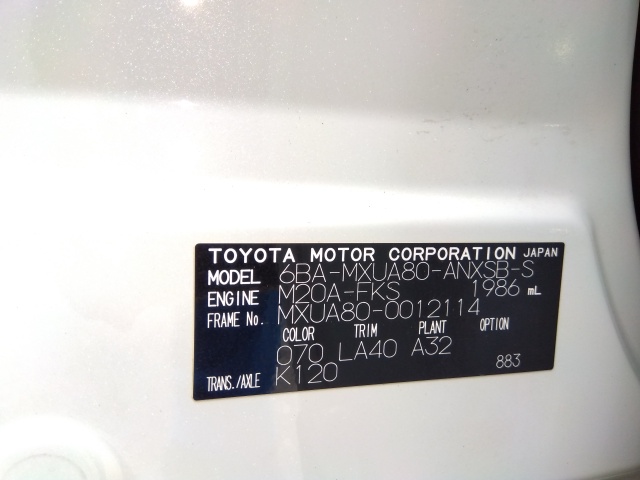 TOYOTA MOTOR CORPORATION JAPAN
MODEL 6BA-MXUA80-ANXSB-S
ENGINE M20A-FKS 1986 mL
FRAME No. MXUA80-0012114
COLOR TRIM PLANT OPTION
070 LA40 A32 883
TRANS./AXLE K120